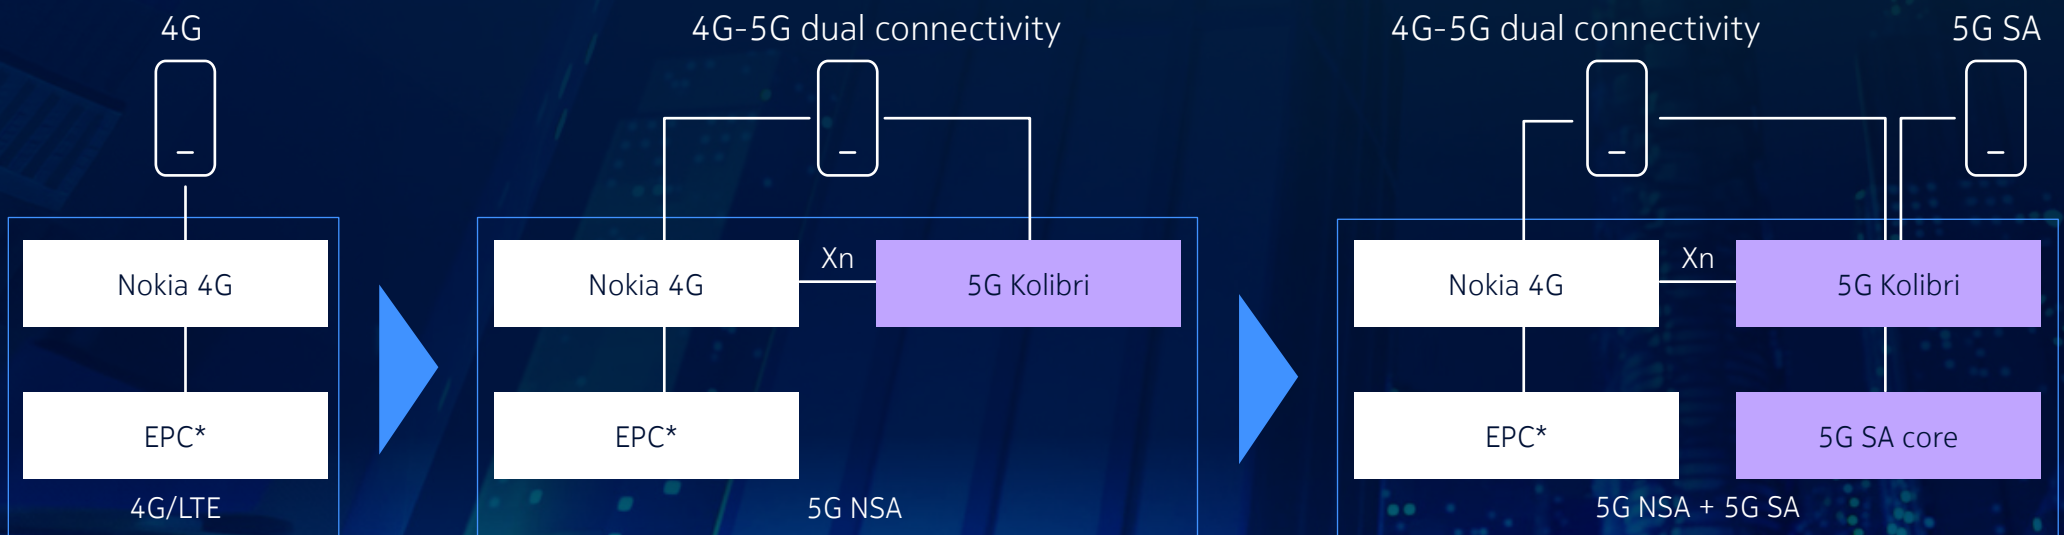 4G
4G-5G dual connectivity
4G-5G dual connectivity
5G SA
Nokia 4G
Nokia 4G
Xn
5G Kolibri
Nokia 4G
Xn
5G Kolibri
EPC*
EPC*
EPC*
5G SA core
4G/LTE
5G NSA
5G NSA + 5G SA